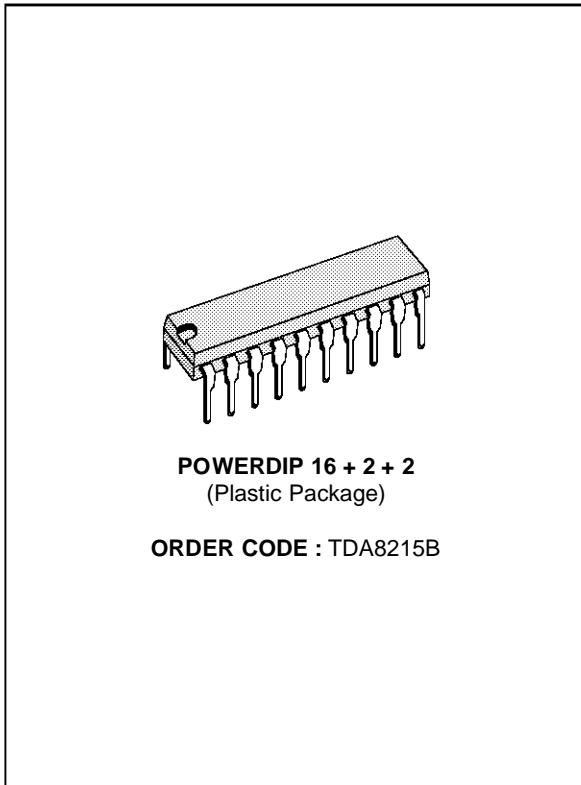 POWERDIP 16 + 2 + 2
(Plastic Package)
ORDER CODE : TDA8215B